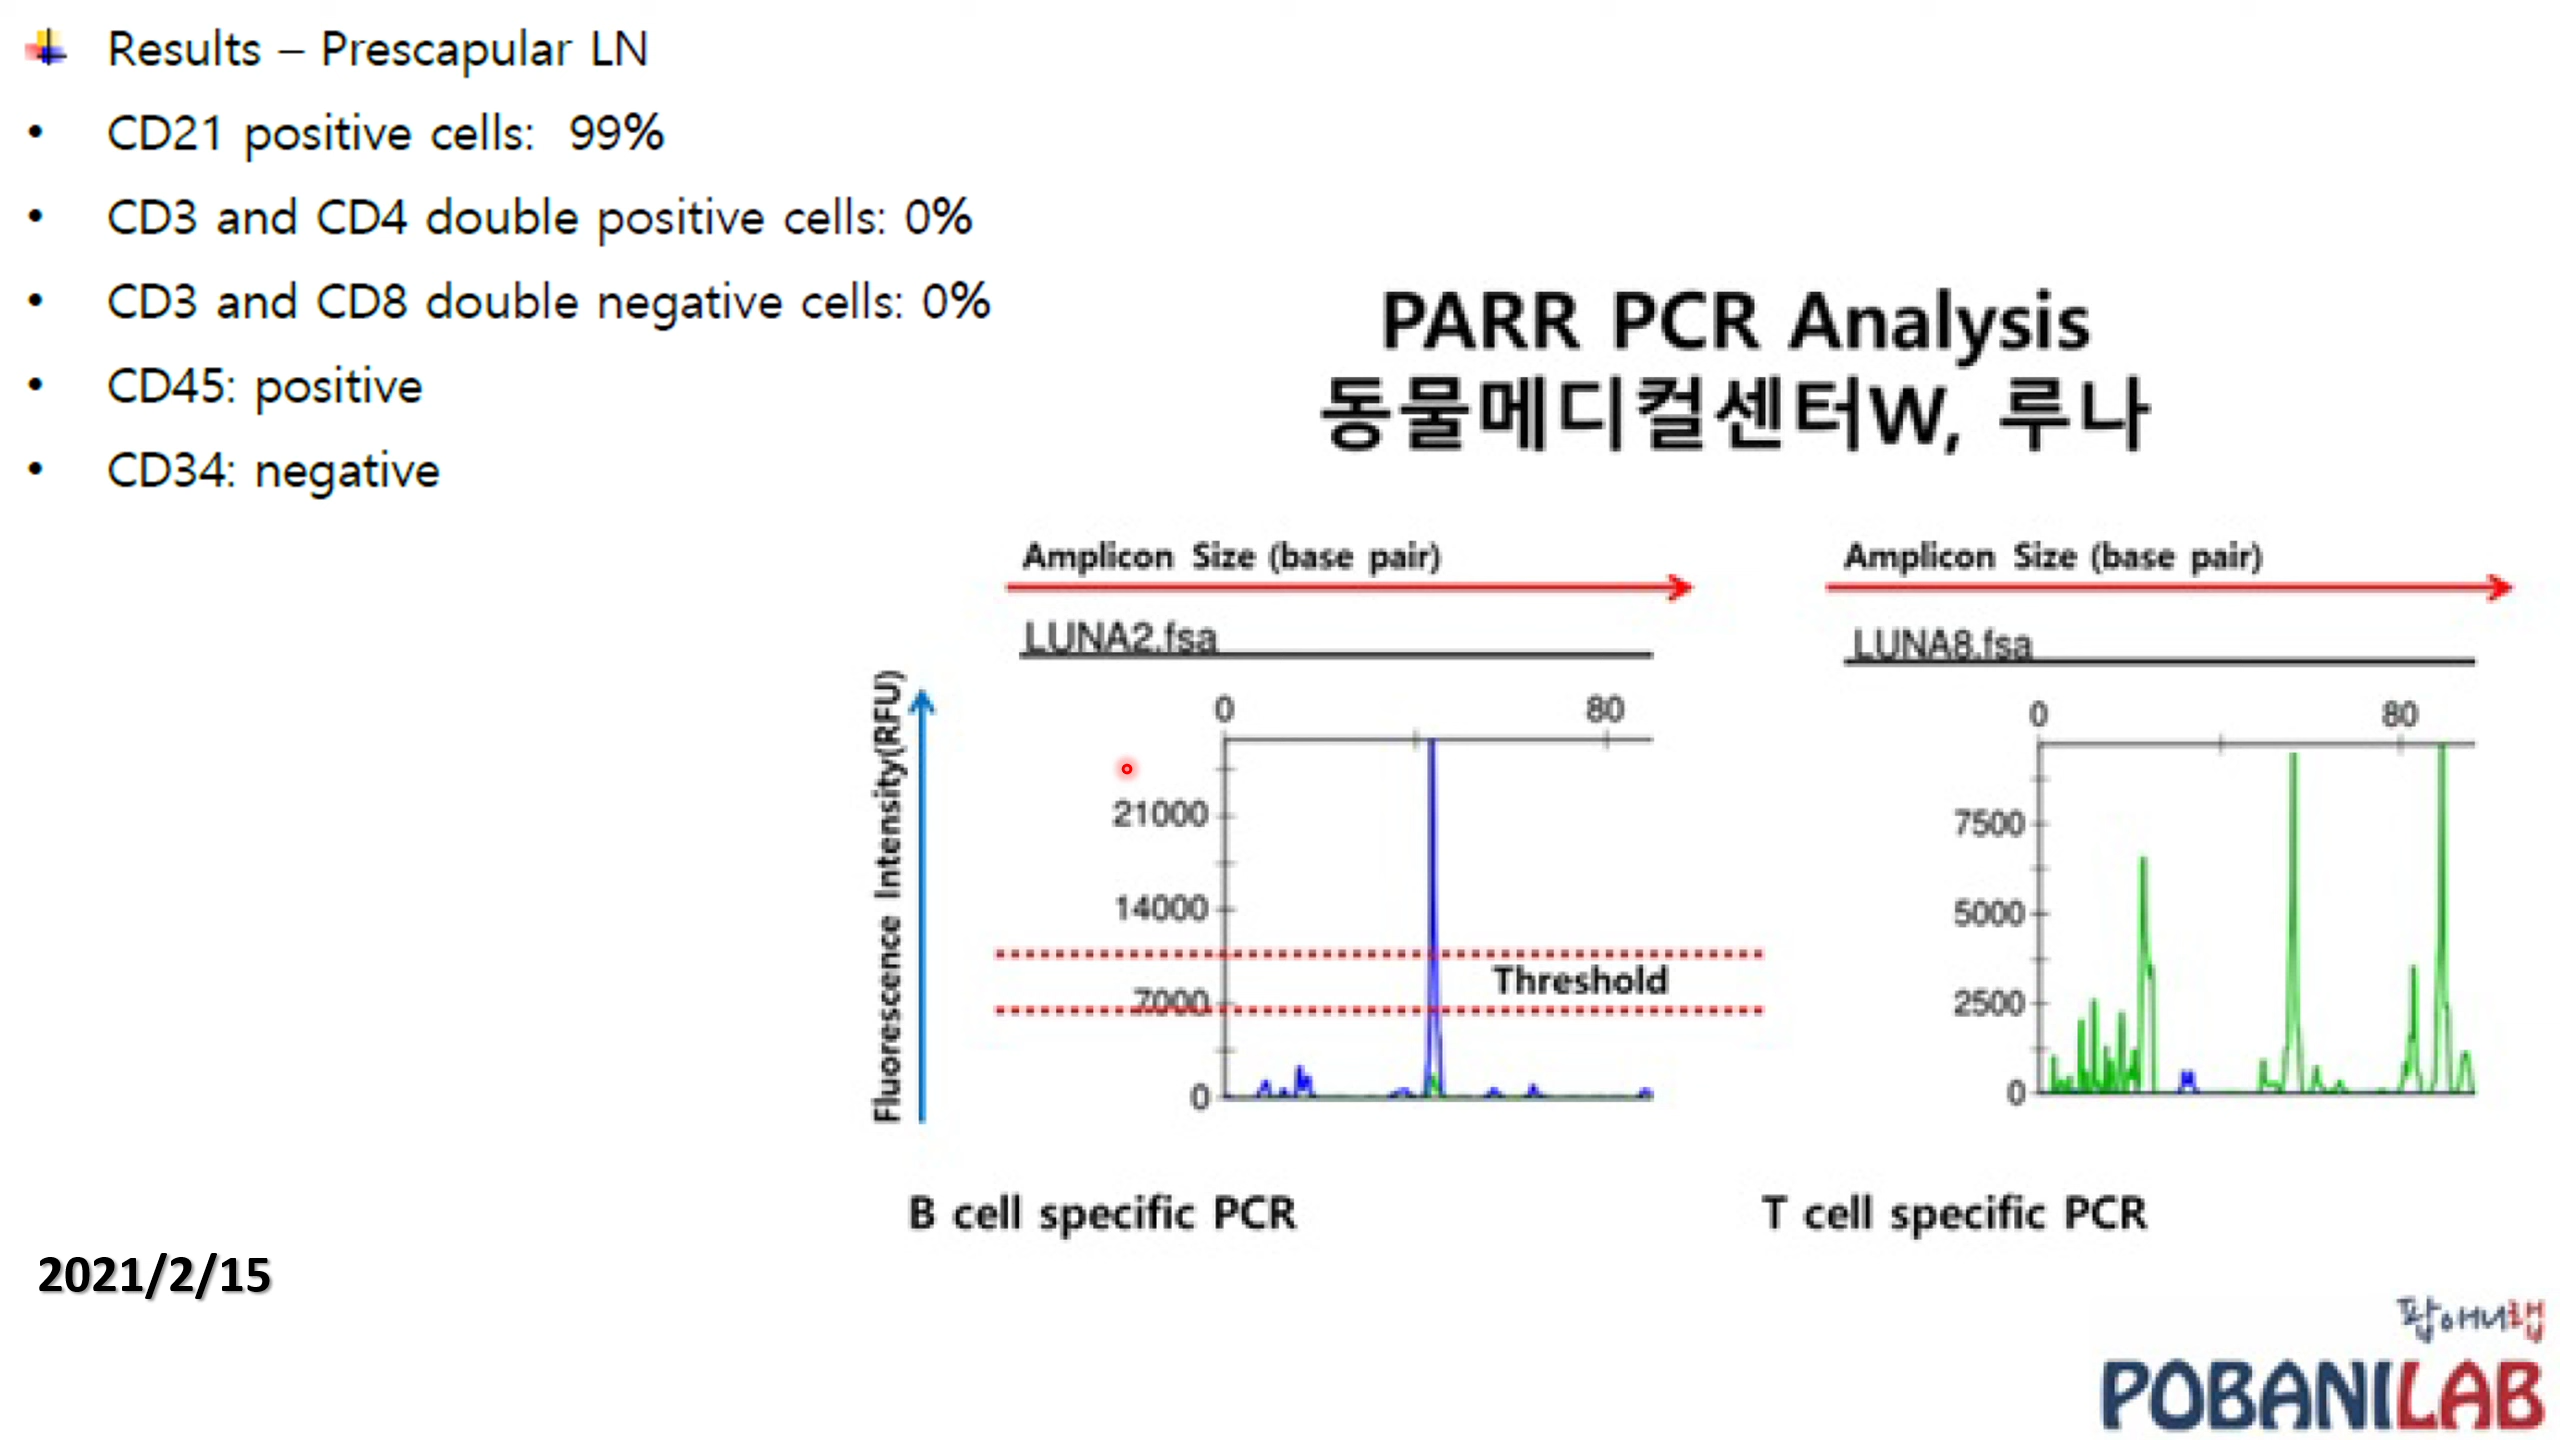 Results – Prescapular LN
• CD21 positive cells: 99%
• CD3 and CD4 double positive cells: 0%
• CD3 and CD8 double negative cells: 0%
• CD45: positive
• CD34: negative
PARR PCR Analysis
동물메디컬센터W, 루나
Amplicon Size (base pair)
LUNA2.fsa
Fluorescence Intensity(RFU)
0 80
21000
14000
Threshold
7000
0
B cell specific PCR
Amplicon Size (base pair)
LUNA8.fsa
0 80
7500
5000
2500
0
T cell specific PCR
2021/2/15
팝애니랩
POBANILAB